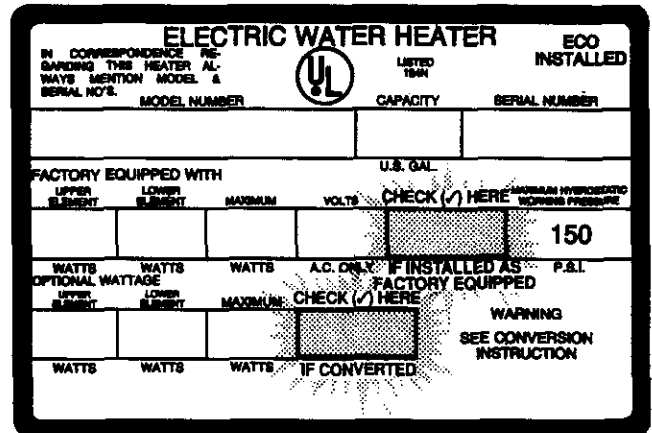 ELECTRIC WATER HEATER
IN CORRESPONDENCE RE-
GARDING THIS HEATER AL-
WAYS MENTION MODEL &
SERIAL NO'S.
UL
LISTED
184N
ECO
INSTALLED
MODEL NUMBER CAPACITY SERIAL NUMBER
U.S. GAL.
FACTORY EQUIPPED WITH
UPPER ELEMENT LOWER ELEMENT MAXIMUM VOLTS CHECK (✓) HERE MAXIMUM HYDROSTATIC WORKING PRESSURE
150
WATTS WATTS WATTS A.C. ONLY IF INSTALLED AS FACTORY EQUIPPED P.S.I.
OPTIONAL WATTAGE
UPPER ELEMENT LOWER ELEMENT MAXIMUM CHECK (✓) HERE
WARNING
SEE CONVERSION
INSTRUCTION
WATTS WATTS WATTS IF CONVERTED